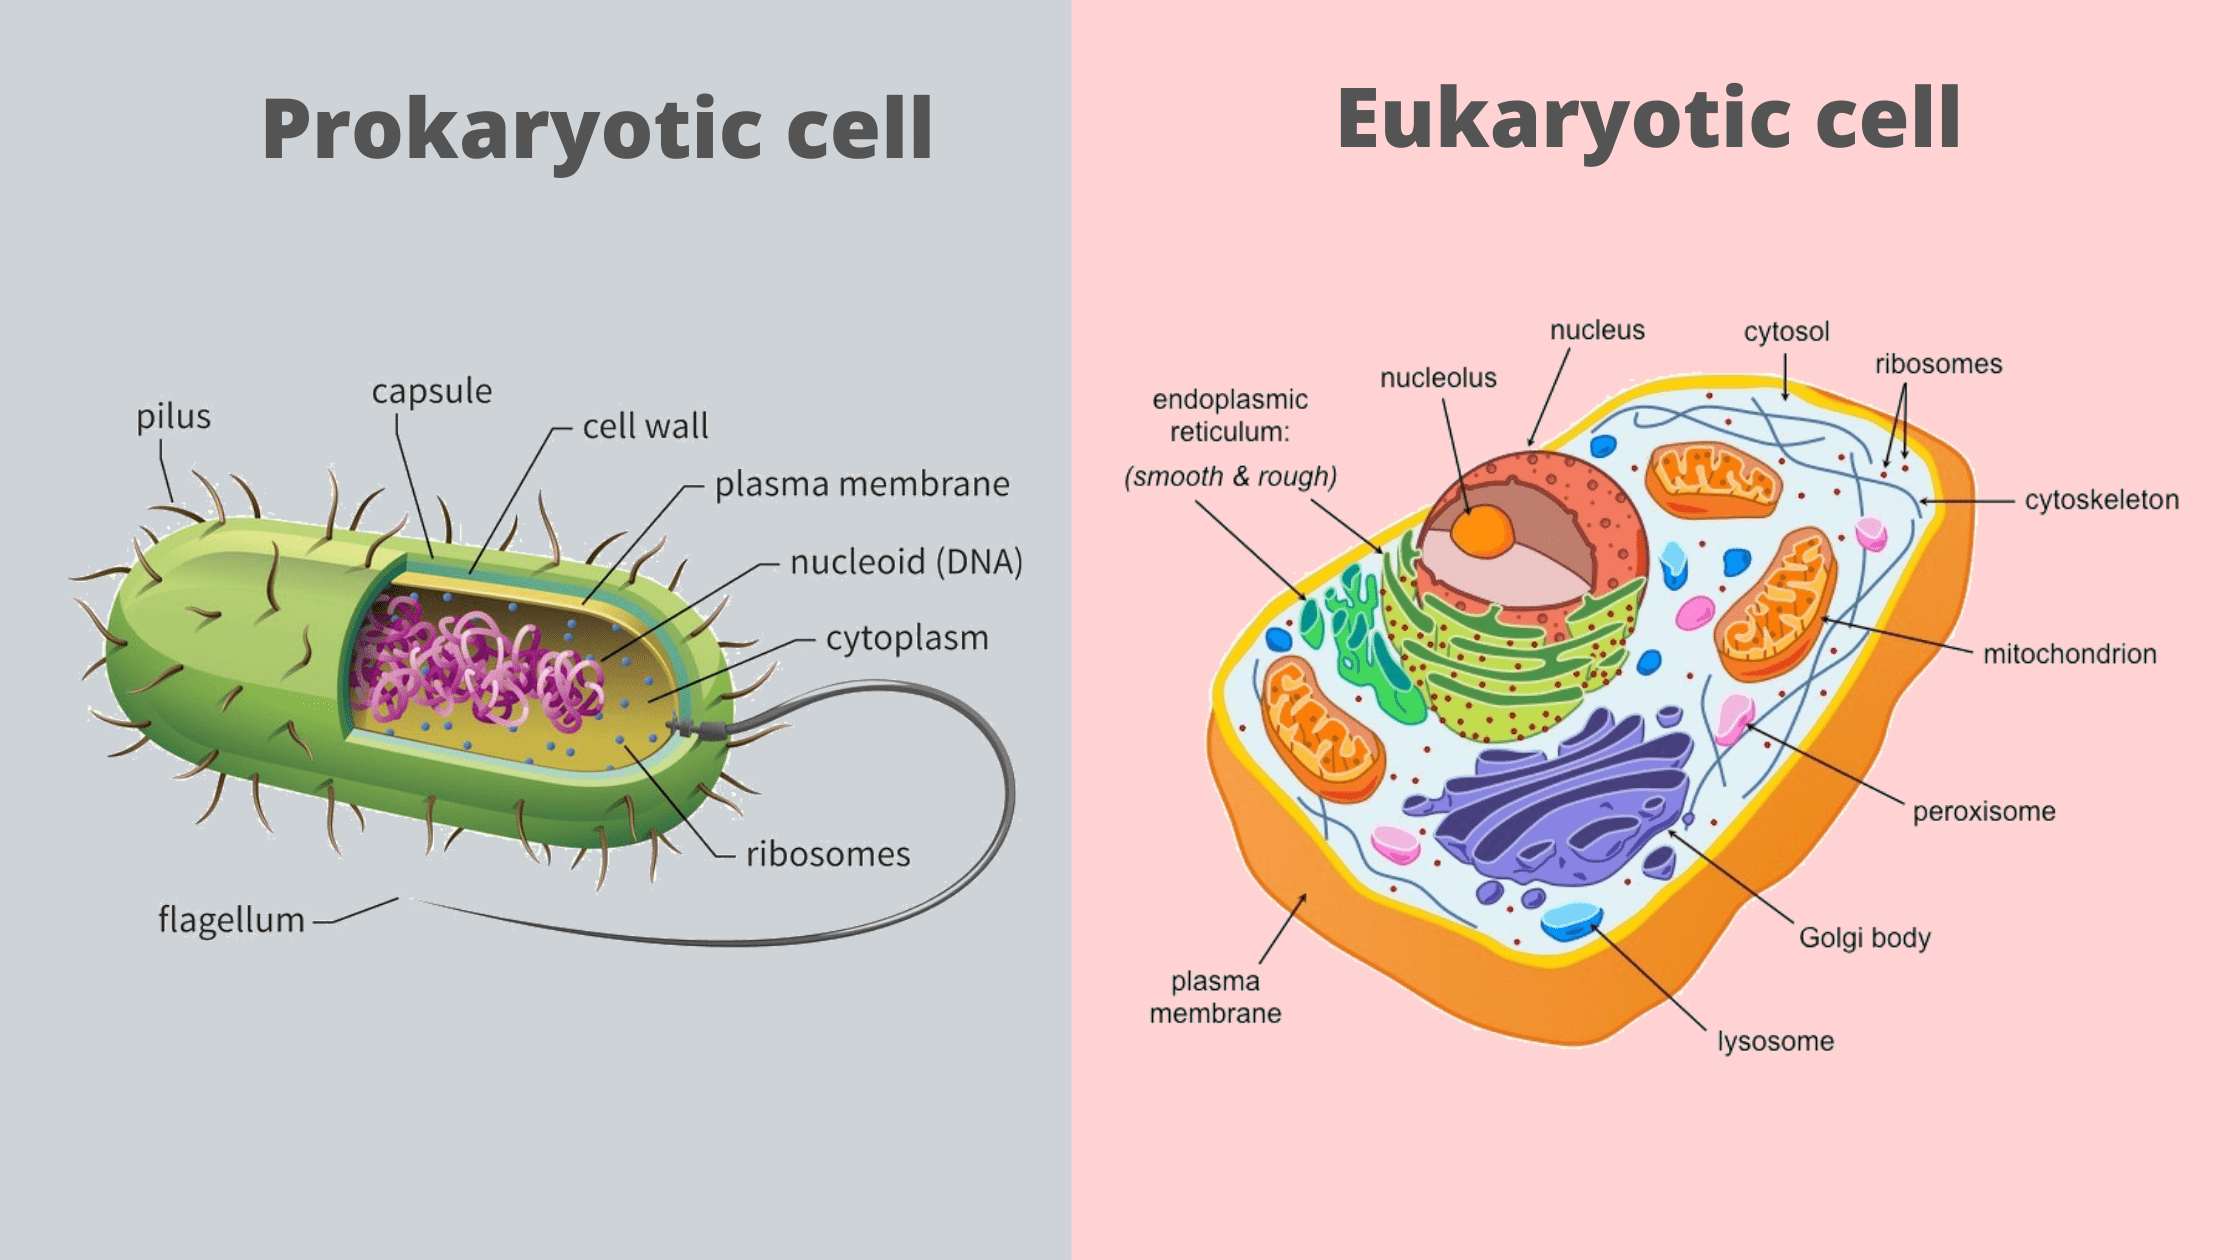 Prokaryotic cell
pilus
capsule
cell wall
plasma membrane
nucleoid (DNA)
cytoplasm
ribosomes
flagellum
Eukaryotic cell
nucleus
cytosol
ribosomes
nucleolus
endoplasmic
reticulum:
(smooth & rough)
cytoskeleton
mitochondrion
peroxisome
Golgi body
plasma
membrane
lysosome